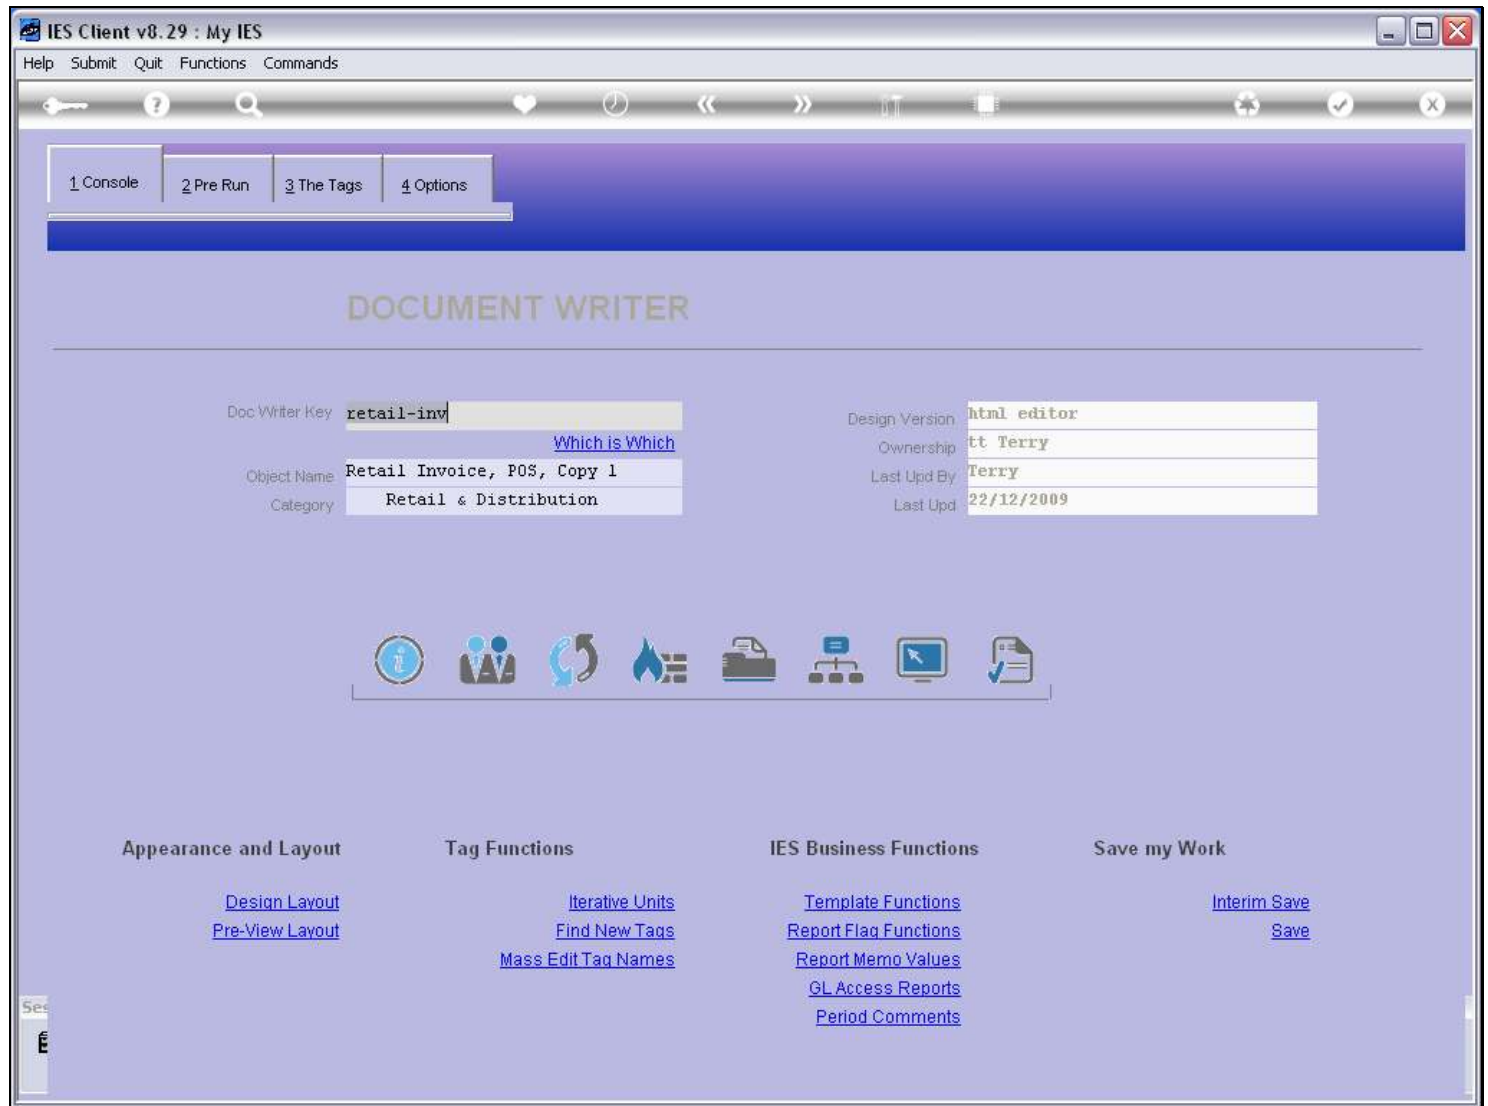 IES Client v8.29 : My IES
Help Submit Quit Functions Commands
1 Console 2 Pre Run 3 The Tags 4 Options
DOCUMENT WRITER
Doc Writer Key retail-inv
Which is Which
Object Name Retail Invoice, POS, Copy 1
Category Retail & Distribution
Design Version html editor
Ownership tt Terry
Last Upd By Terry
Last Upd 22/12/2009
Appearance and Layout
Design Layout
Pre-View Layout
Tag Functions
Iterative Units
Find New Tags
Mass Edit Tag Names
IES Business Functions
Template Functions
Report Flag Functions
Report Memo Values
GL Access Reports
Period Comments
Save my Work
Interim Save
Save